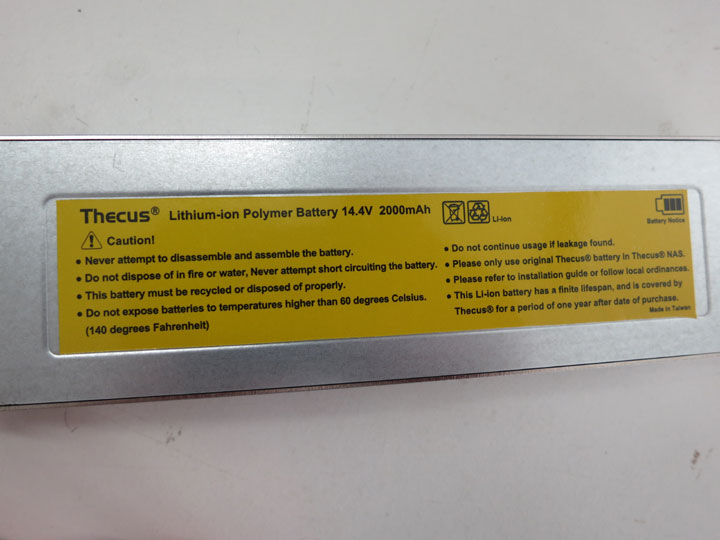 Thecus® Lithium-ion Polymer Battery 14.4V 2000mAh
Li-ion
Battery Notice
Caution!
• Never attempt to disassemble and assemble the battery.
• Do not dispose of in fire or water, Never attempt short circuiting the battery.
• This battery must be recycled or disposed of properly.
• Do not expose batteries to temperatures higher than 60 degrees Celsius.
(140 degrees Fahrenheit)
• Do not continue usage if leakage found.
• Please only use original Thecus® battery in Thecus® NAS.
• Please refer to installation guide or follow local ordinances.
• This Li-ion battery has a finite lifespan, and is covered by
Thecus® for a period of one year after date of purchase.
Made in Taiwan